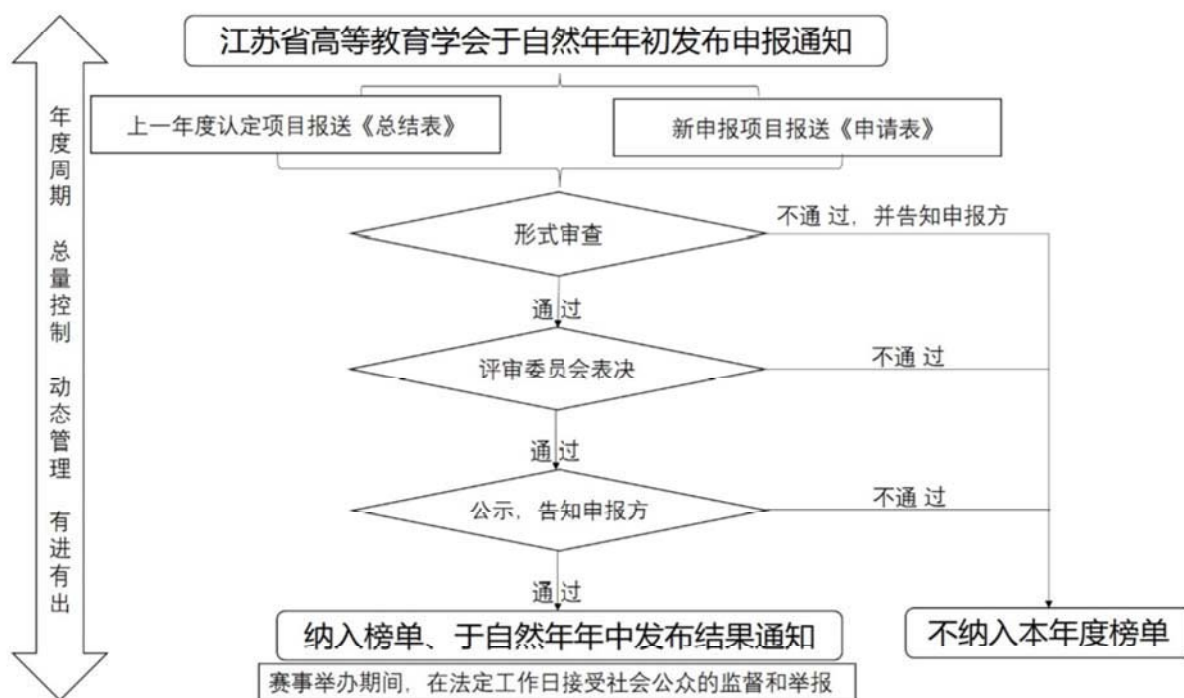 江苏省高等教育学会于自然年年初发布申报通知
上一年度认定项目报送《总结表》
新申报项目报送《申请表》
形式审查
不通过，并告知申报方
通过
评审委员会表决
不通过
通过
公示，告知申报方
不通过
通过
纳入榜单、于自然年年中发布结果通知
不纳入本年度榜单
赛事举办期间，在法定工作日接受社会公众的监督和举报
年度周期 总量控制 动态管理 有进有出